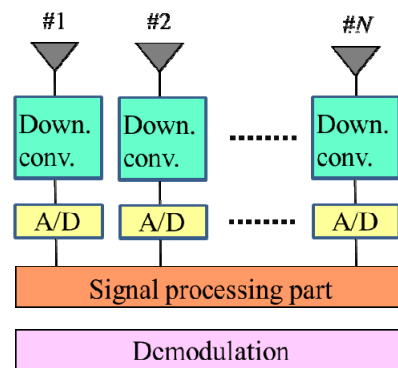 #1 #2 #N
Down. Down. Down.
conv. conv. conv.
A/D A/D A/D
Signal processing part
Demodulation